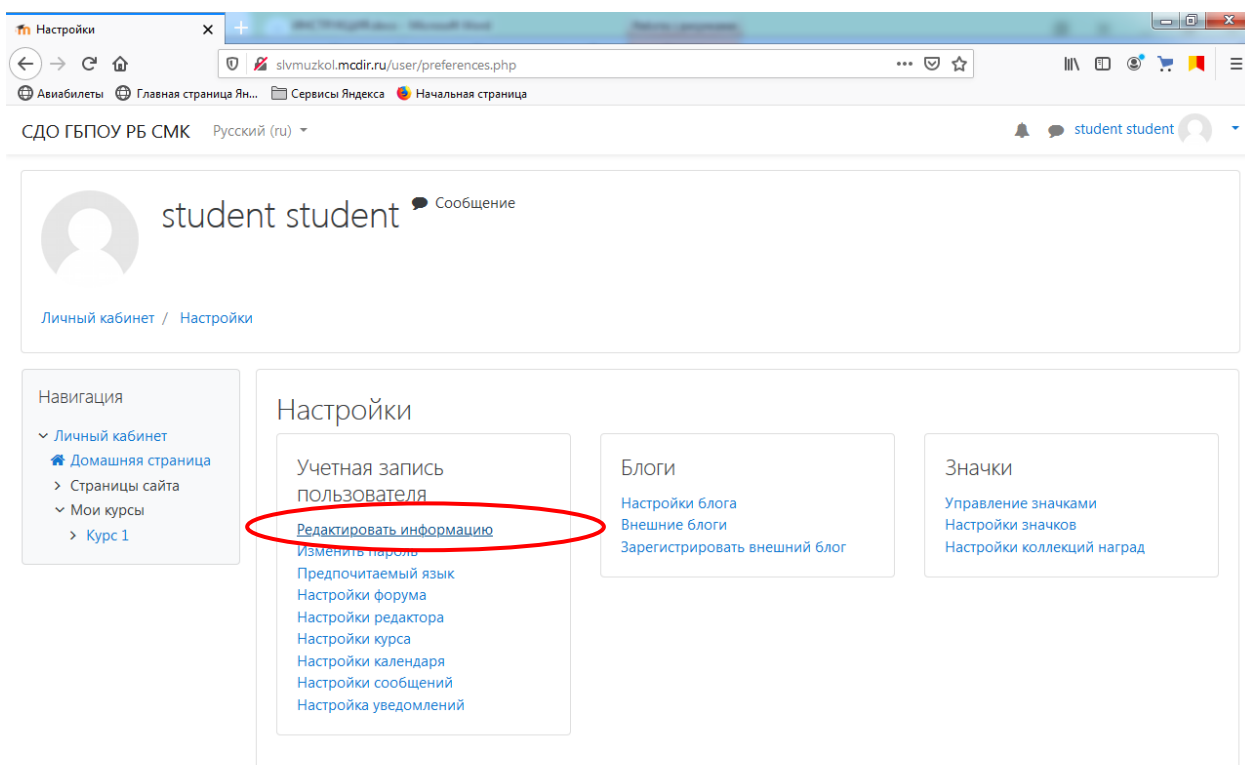 Настройки
slvmuzkol.mcdir.ru/user/preferences.php
Авиабилеты Главная страница Ян... Сервисы Яндекса Начальная страница
СДО ГБПОУ РБ СМК Русский (ru)
student student
student student Сообщение
Личный кабинет / Настройки
Навигация
Личный кабинет
Домашняя страница
Страницы сайта
Мои курсы
Курс 1
Настройки
Учетная запись
пользователя
Редактировать информацию
Изменить пароль
Предпочитаемый язык
Настройки форума
Настройки редактора
Настройки курса
Настройки календаря
Настройки сообщений
Настройка уведомлений
Блоги
Настройки блога
Внешние блоги
Зарегистрировать внешний блог
Значки
Управление значками
Настройки значков
Настройки коллекций наград